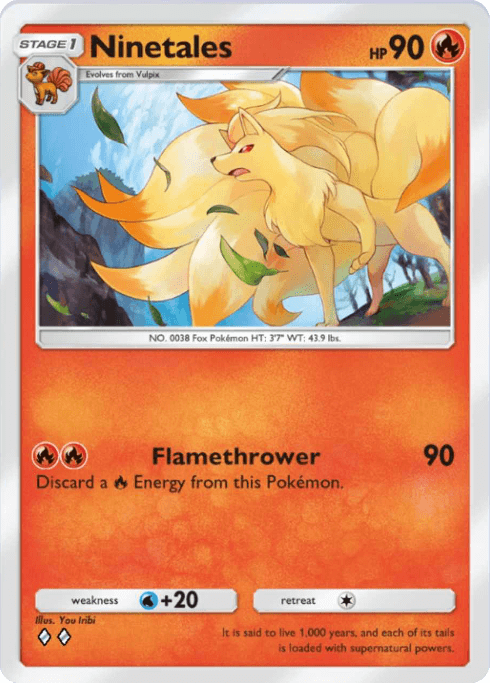 STAGE 1 Ninetales HP 90
Evolves from Vulpix
NO. 0038 Fox Pokémon HT: 3'7" WT: 43.9 lbs.
Flamethrower 90
Discard a Energy from this Pokémon.
weakness +20 retreat
Illus. You Iribi
It is said to live 1,000 years, and each of its tails
is loaded with supernatural powers.